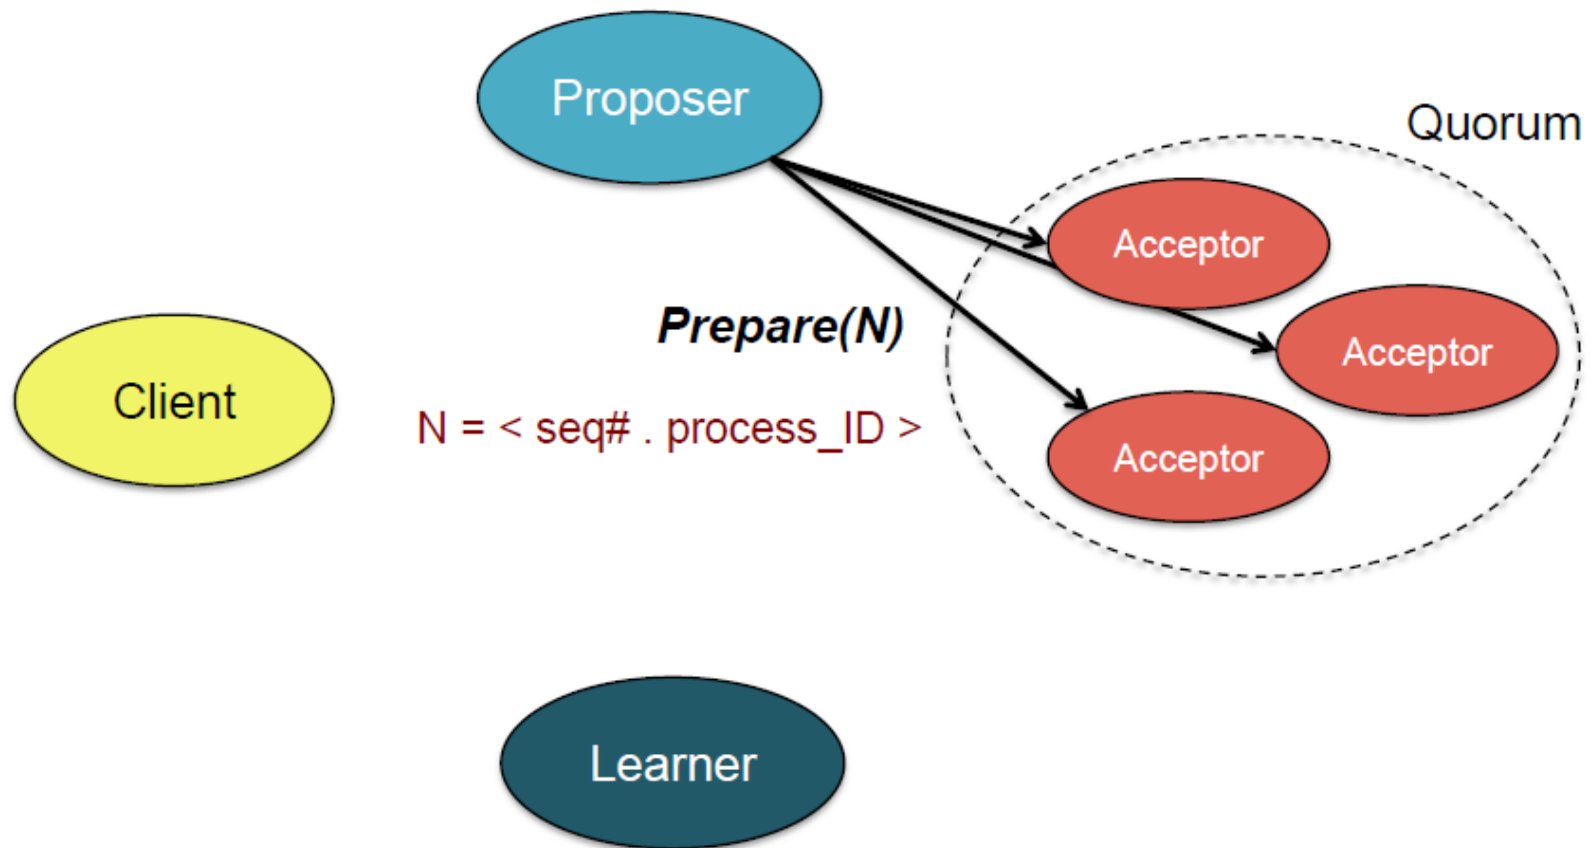 Proposer
Quorum
Acceptor
Prepare(N)
Acceptor
Client
N = < seq# . process_ID >
Acceptor
Learner